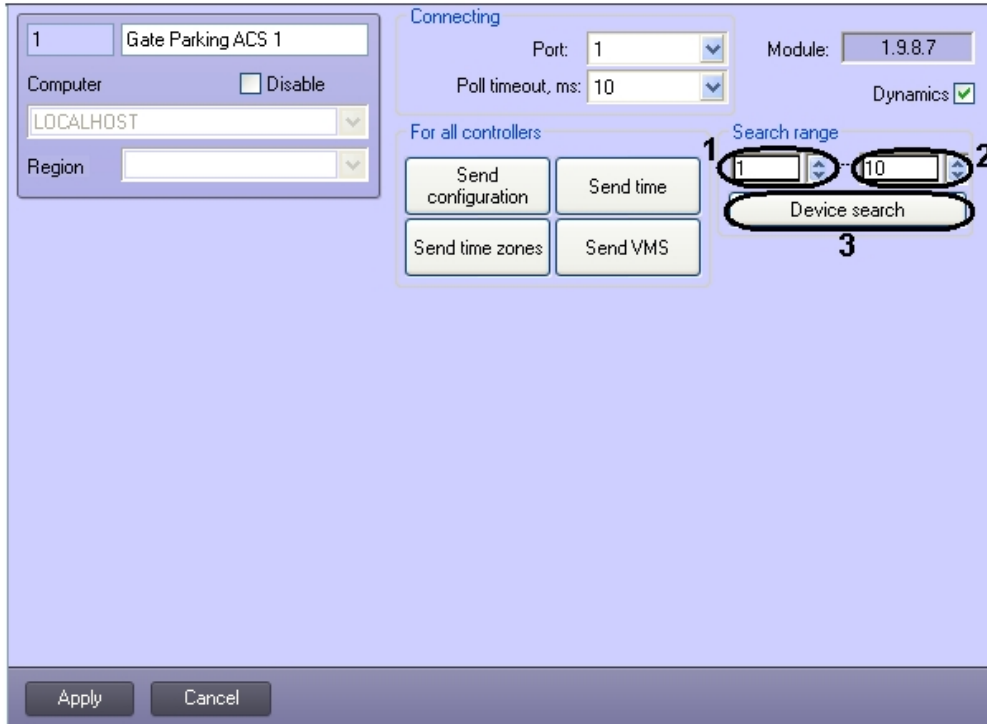 1
Gate Parking ACS 1
Computer
Disable
LOCALHOST
Region
Connecting
Port:
1
Poll timeout, ms:
10
Module:
1.9.8.7
Dynamics
For all controllers
Send
configuration
Send time
Send time zones
Send VMS
Search range
1
1
10
2
Device search
3
Apply
Cancel